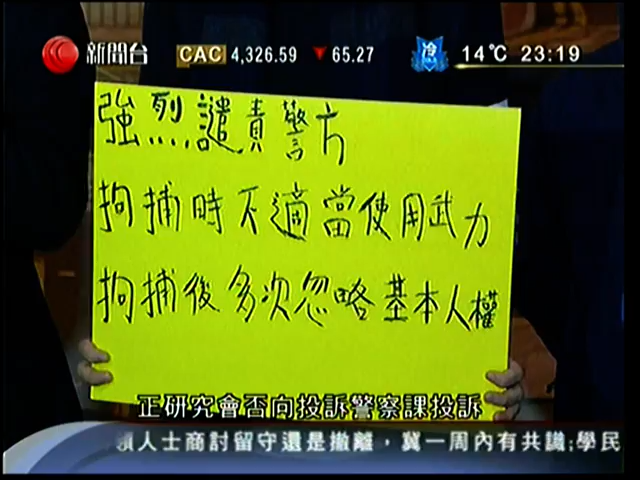 新聞台 CAC 4,326.59 ▼ 65.27 冷 14℃ 23:19
強烈譴責警方
拘捕時不適當使用武力
拘捕後多次忽略基本人權
正研究會否向投訴警察課投訴
領人士商討留守還是撤離，冀一周內有共識;學民